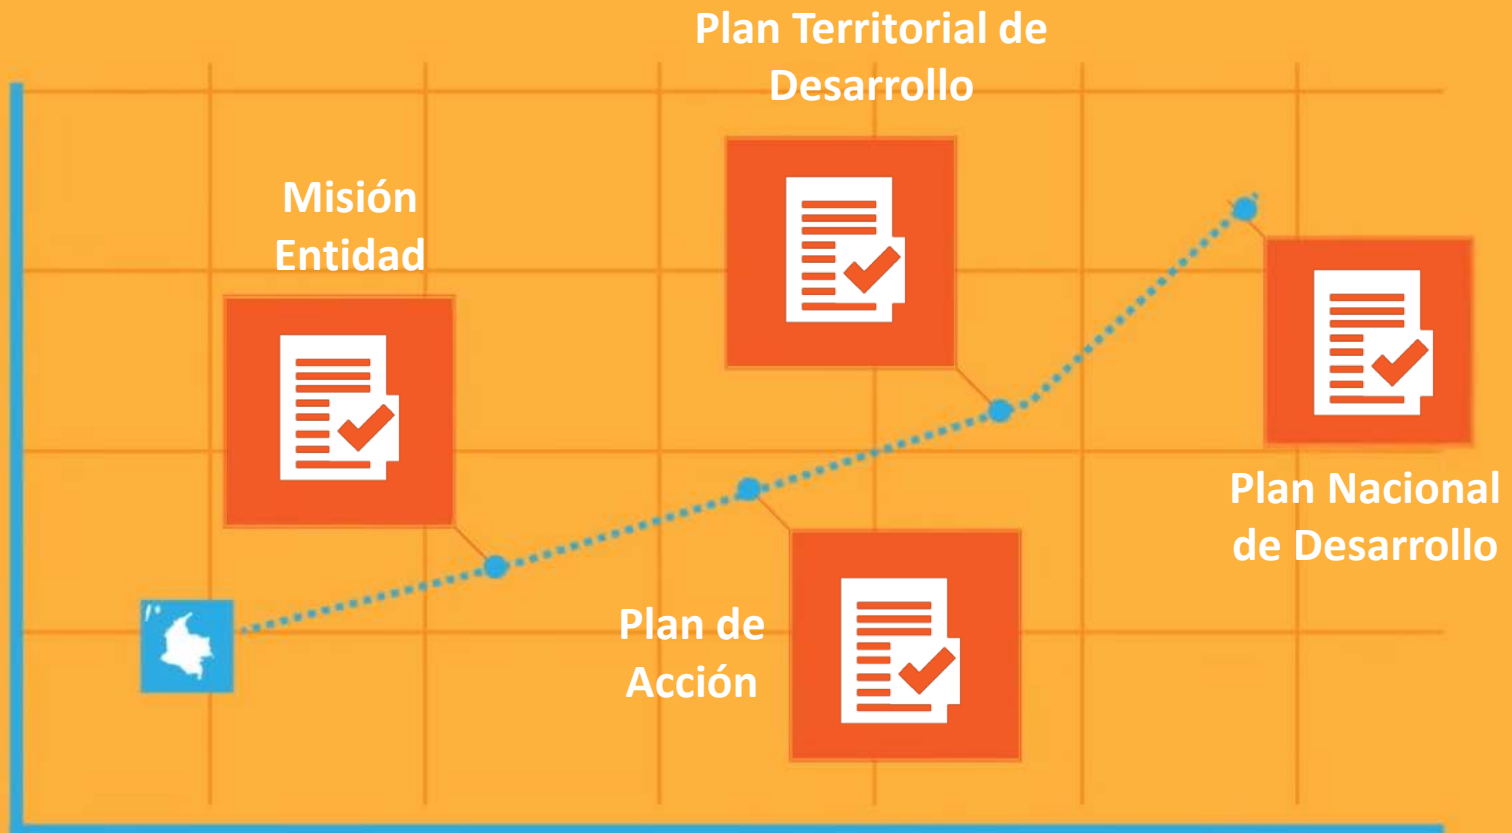 Plan Territorial de
Desarrollo
Misión
Entidad
Plan Nacional
de Desarrollo
Plan de
Acción